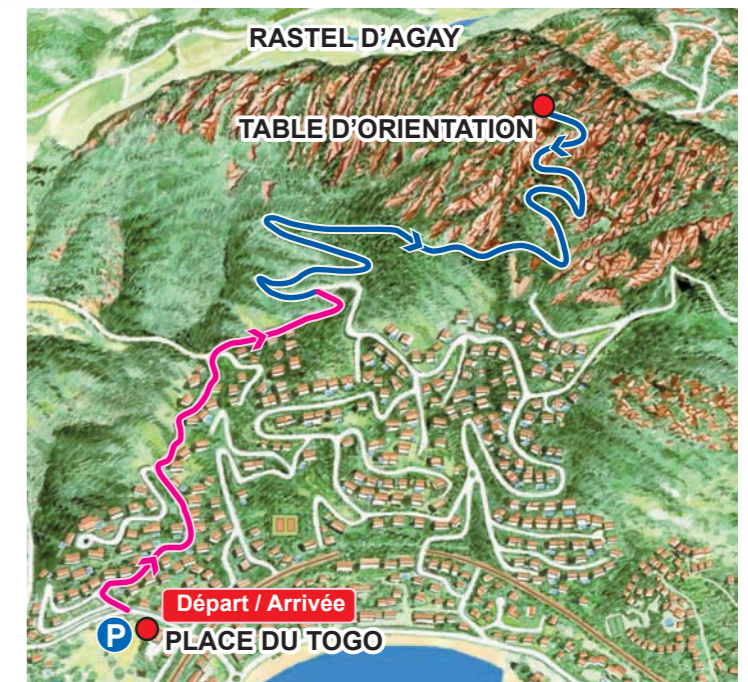 RASTEL D'AGAY
TABLE D'ORIENTATION
Départ / Arrivée
P
PLACE DU TOGO